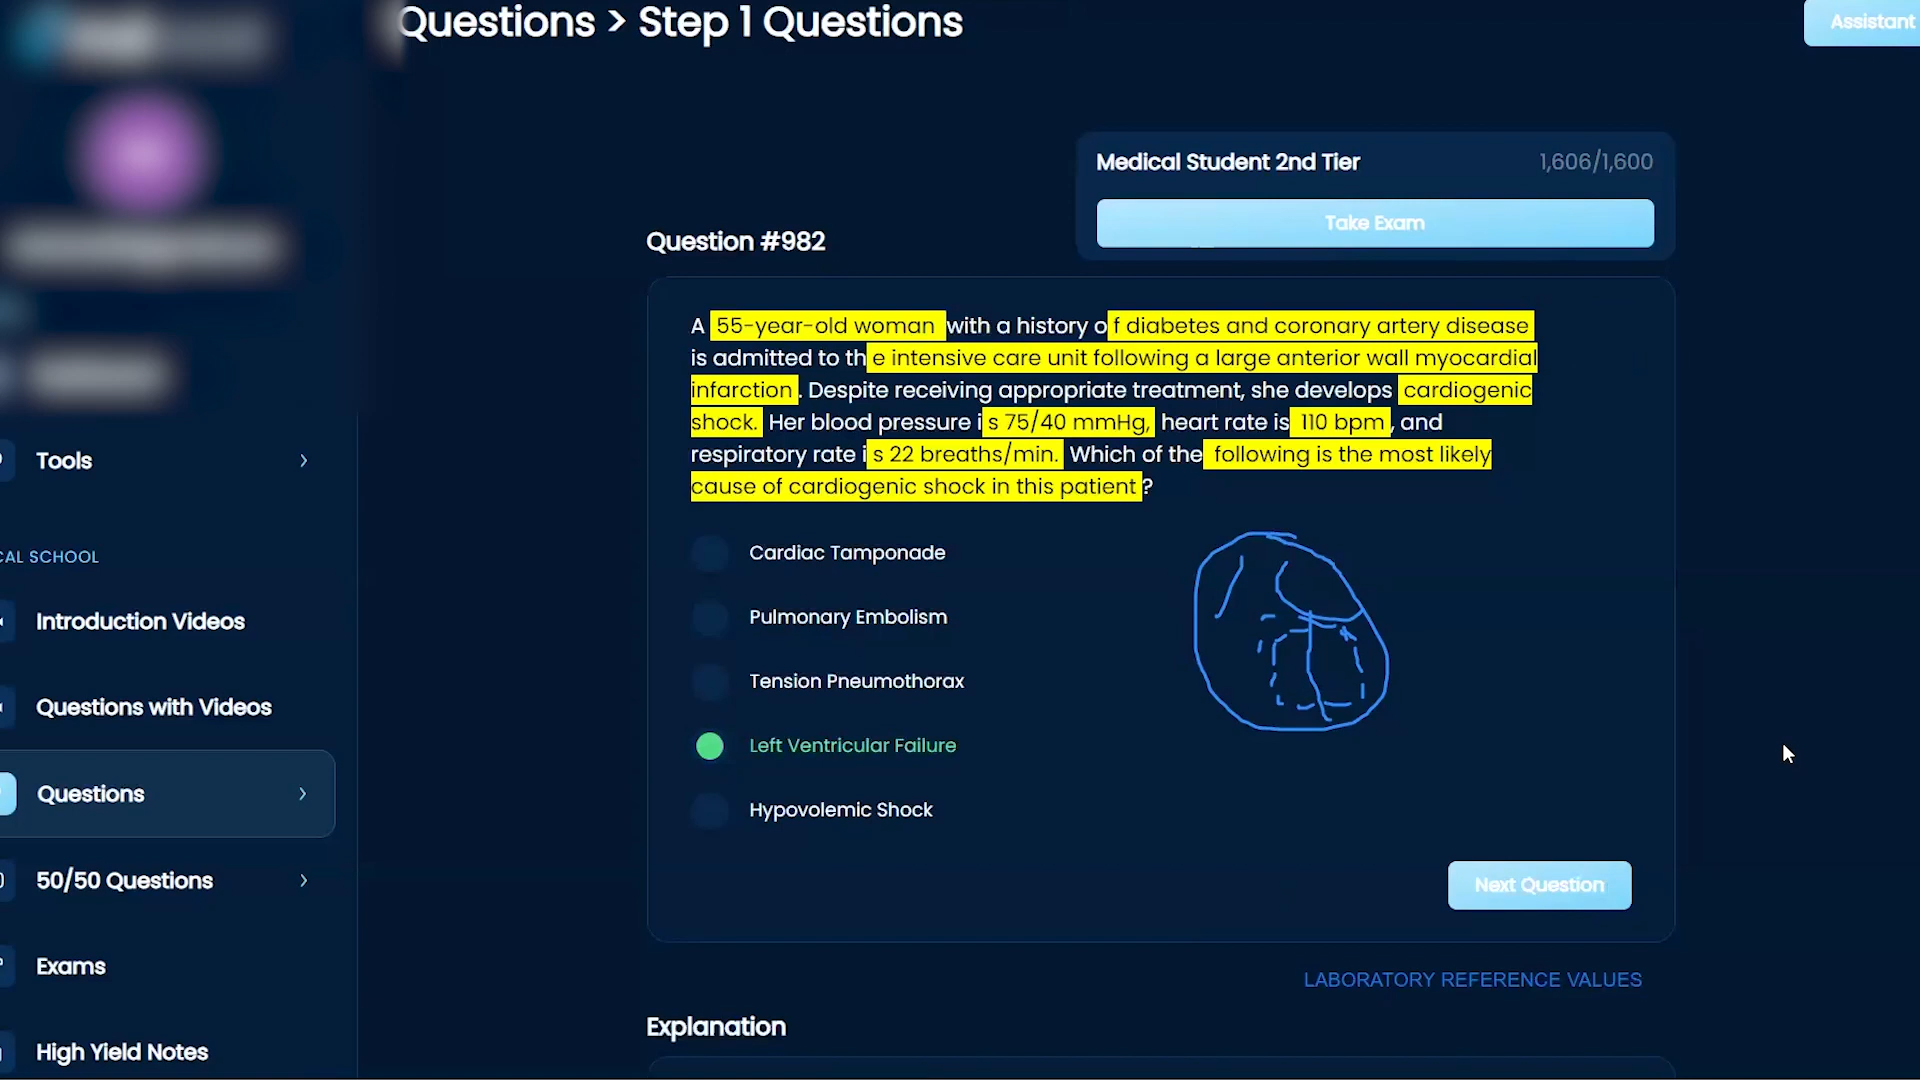 Questions > Step 1 Questions
Assistant
Medical Student 2nd Tier
1,606/1,600
Take Exam
Question #982
A 55-year-old woman with a history of diabetes and coronary artery disease
is admitted to the intensive care unit following a large anterior wall myocardial
infarction. Despite receiving appropriate treatment, she develops cardiogenic
shock. Her blood pressure is 75/40 mmHg, heart rate is 110 bpm, and
respiratory rate is 22 breaths/min. Which of the following is the most likely
cause of cardiogenic shock in this patient?
Cardiac Tamponade
Pulmonary Embolism
Tension Pneumothorax
Left Ventricular Failure
Hypovolemic Shock
Next Question
LABORATORY REFERENCE VALUES
Explanation
Tools
CAL SCHOOL
Introduction Videos
Questions with Videos
Questions
50/50 Questions
Exams
High Yield Notes